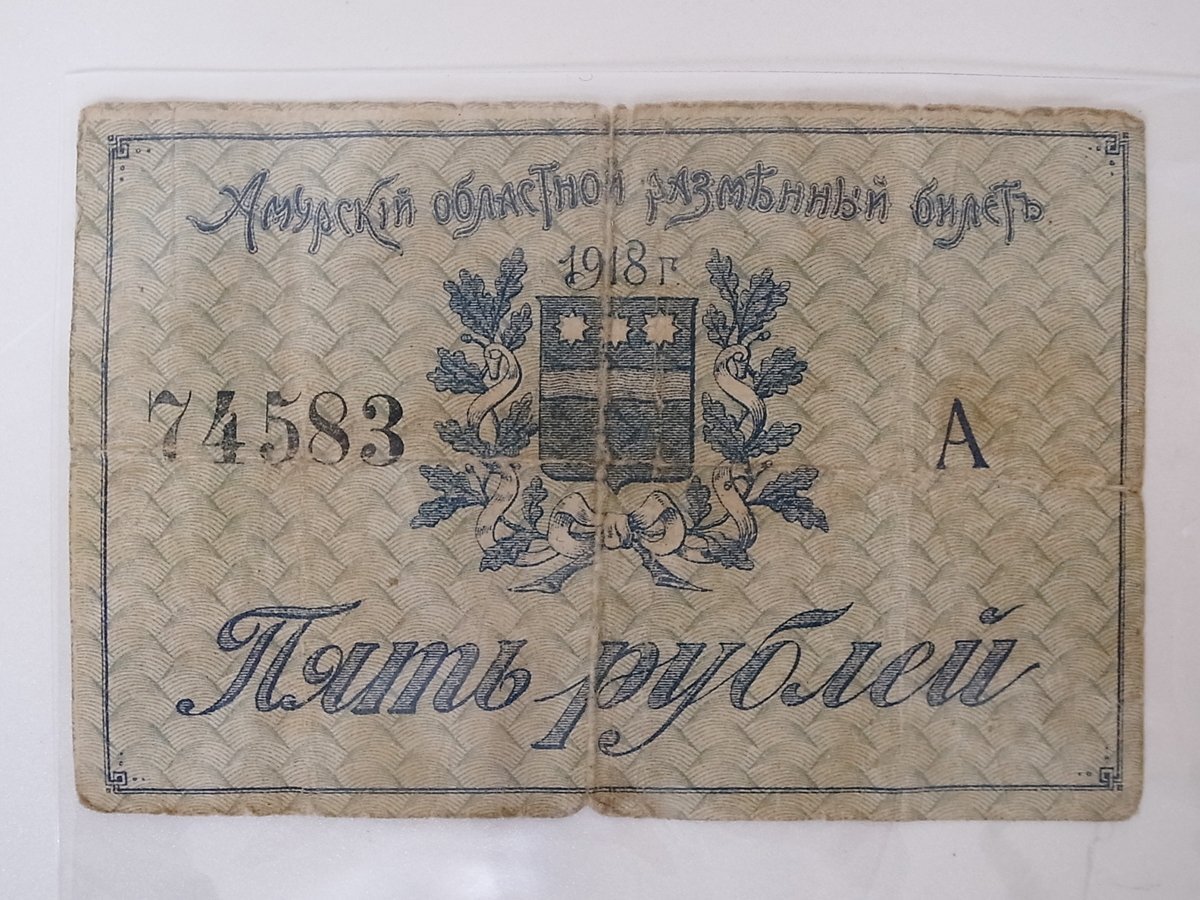 Амурскій областной размѣнный билетъ
1918 г.
74583 А
Пять рублей